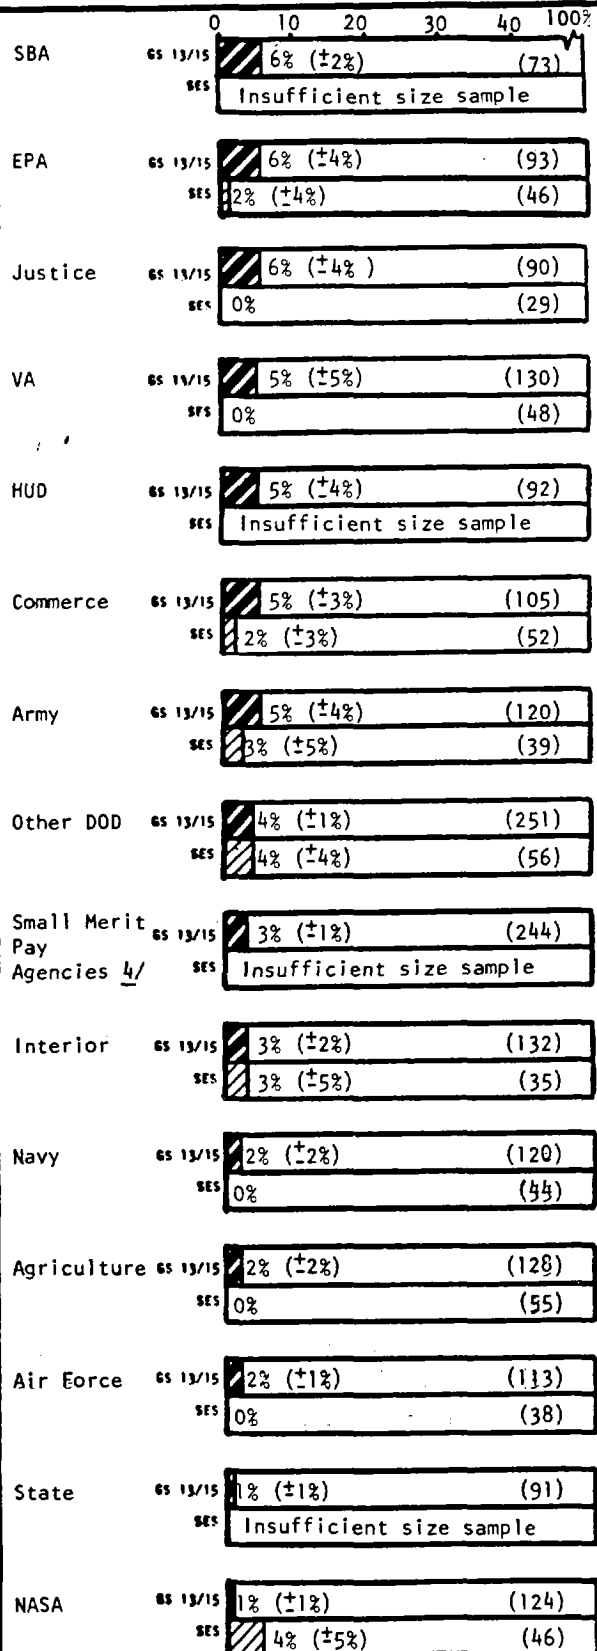 0 10 20 30 40 100%
SBA GS 13/15 6% (±2%) (73)
SES Insufficient size sample
EPA GS 13/15 6% (±4%) (93)
SES 2% (±4%) (46)
Justice GS 13/15 6% (±4% ) (90)
SES 0% (29)
VA GS 13/15 5% (±5%) (130)
SES 0% (48)
HUD GS 13/15 5% (±4%) (92)
SES Insufficient size sample
Commerce GS 13/15 5% (±3%) (105)
SES 2% (±3%) (52)
Army GS 13/15 5% (±4%) (120)
SES 3% (±5%) (39)
Other DOD GS 13/15 4% (±1%) (251)
SES 4% (±4%) (56)
Small Merit GS 13/15 3% (±1%) (244)
Pay
Agencies 4/ SES Insufficient size sample
Interior GS 13/15 3% (±2%) (132)
SES 3% (±5%) (35)
Navy GS 13/15 2% (±2%) (120)
SES 0% (44)
Agriculture GS 13/15 2% (±2%) (128)
SES 0% (55)
Air Eorce GS 13/15 2% (±1%) (113)
SES 0% (38)
State GS 13/15 1% (±1%) (91)
SES Insufficient size sample
NASA GS 13/15 1% (±1%) (124)
SES 4% (±5%) (46)